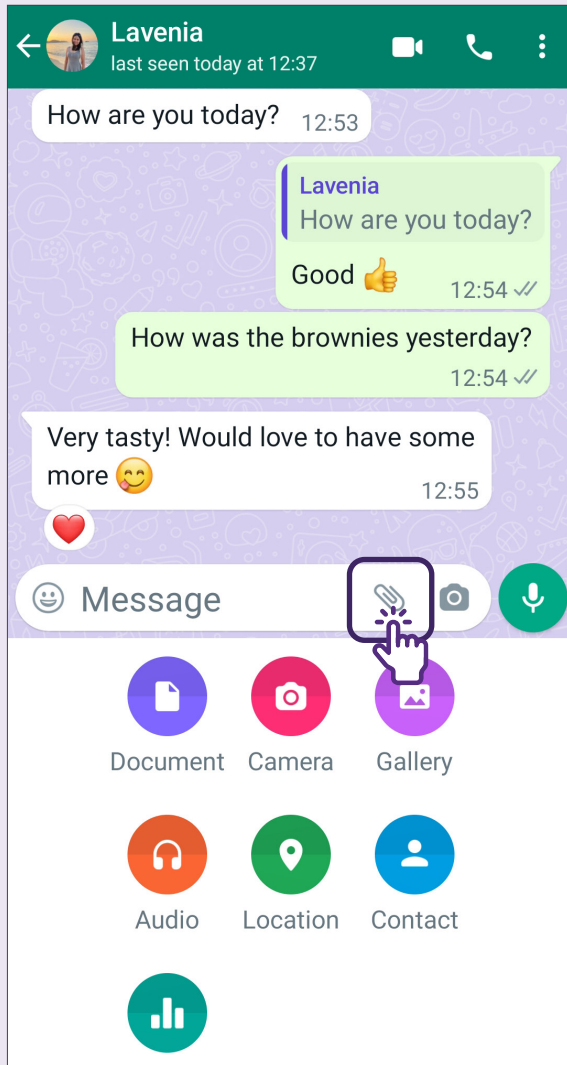 Lavenia
last seen today at 12:37
How are you today? 12:53
Lavenia
How are you today?
Good 👍 12:54
How was the brownies yesterday?
12:54
Very tasty! Would love to have some
more 😋 12:55
Message
Document Camera Gallery
Audio Location Contact